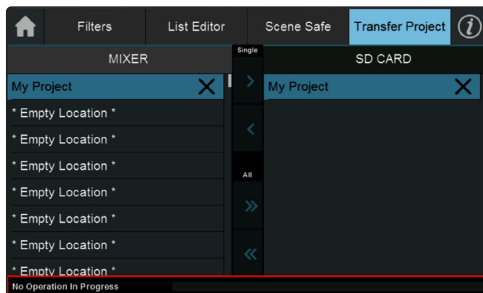 Filters
List Editor
Scene Safe
Transfer Project
i
MIXER
Single
SD CARD
My Project
My Project
* Empty Location *
* Empty Location *
* Empty Location *
All
* Empty Location *
* Empty Location *
* Empty Location *
* Empty Location *
No Operation In Progress